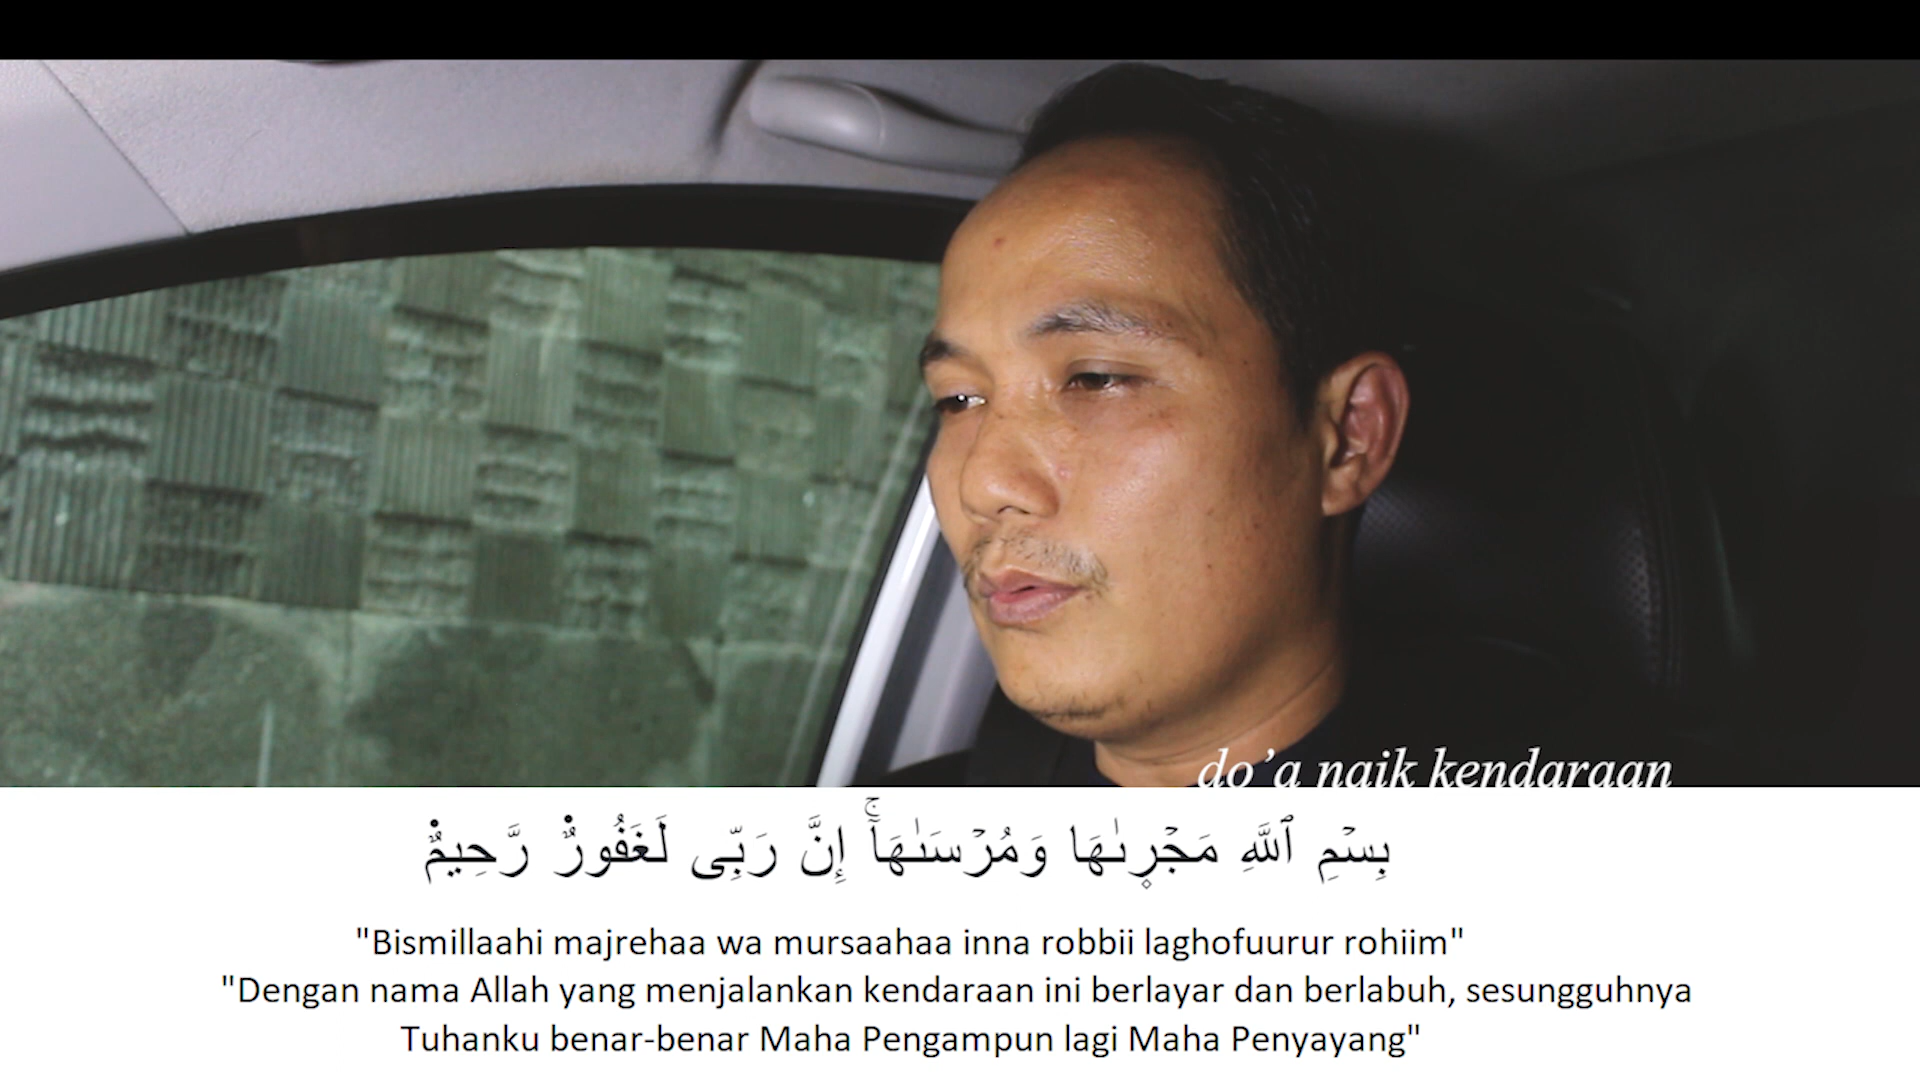 do’a naik kendaraan
بِسْمِ ٱللَّهِ مَجْر۪ىٰهَا وَمُرْسَىٰهَآ ۚ إِنَّ رَبِّى لَغَفُورٌ رَّحِيمٌ
"Bismillaahi majrehaa wa mursaahaa inna robbii laghofuurur rohiim"
"Dengan nama Allah yang menjalankan kendaraan ini berlayar dan berlabuh, sesungguhnya
Tuhanku benar-benar Maha Pengampun lagi Maha Penyayang"